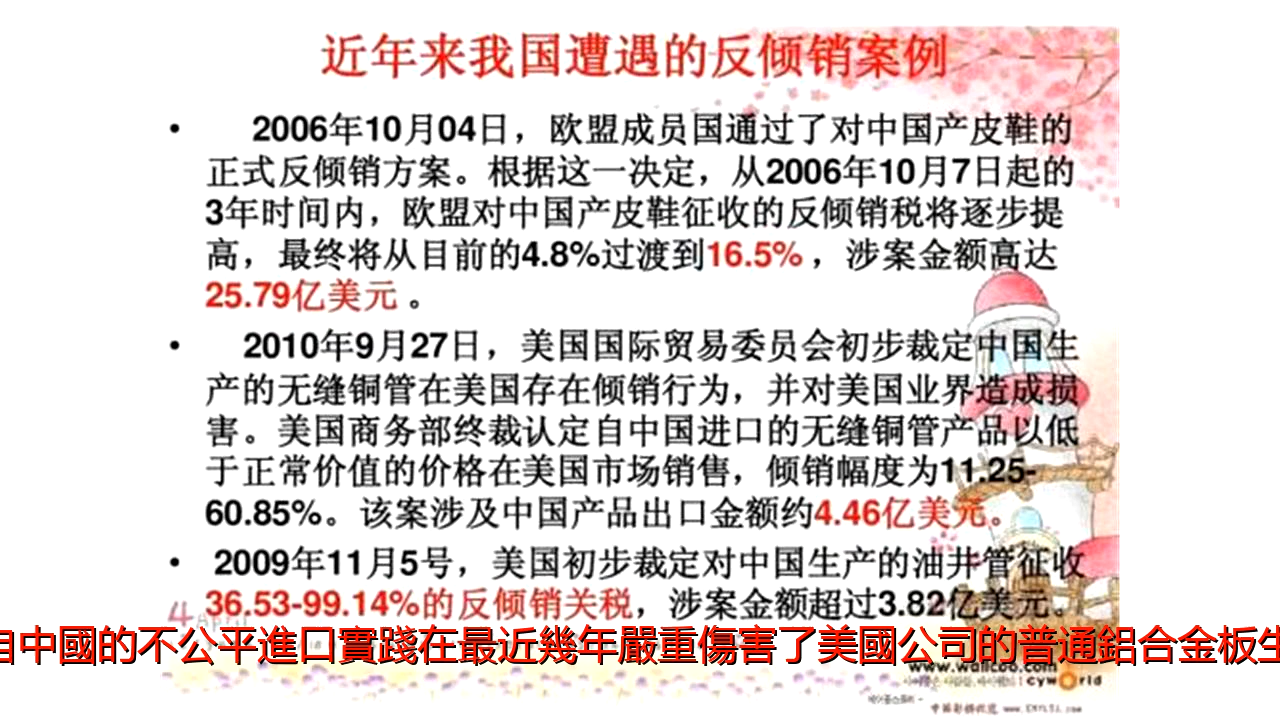 近年来我国遭遇的反倾销案例
• 2006年10月04日，欧盟成员国通过了对中国产皮鞋的
正式反倾销方案。根据这一决定，从2006年10月7日起的
3年时间内，欧盟对中国产皮鞋征收的反倾销税将逐步提
高，最终将从目前的4.8%过渡到16.5%，涉案金额高达
25.79亿美元 。
• 2010年9月27日，美国国际贸易委员会初步裁定中国生
产的无缝铜管在美国存在倾销行为，并对美国业界造成损
害。美国商务部终裁认定自中国进口的无缝铜管产品以低
于正常价值的价格在美国市场销售，倾销幅度为11.25-
60.85%。该案涉及中国产品出口金额约4.46亿美元。
• 2009年11月5号，美国初步裁定对中国生产的油井管征收
36.53-99.14%的反倾销关税，涉案金额超过3.82亿美元。
4 APRIL
自中國的不公平進口實踐在最近幾年嚴重傷害了美國公司的普通鋁合金板生
www.wallcoo.com
cyworld